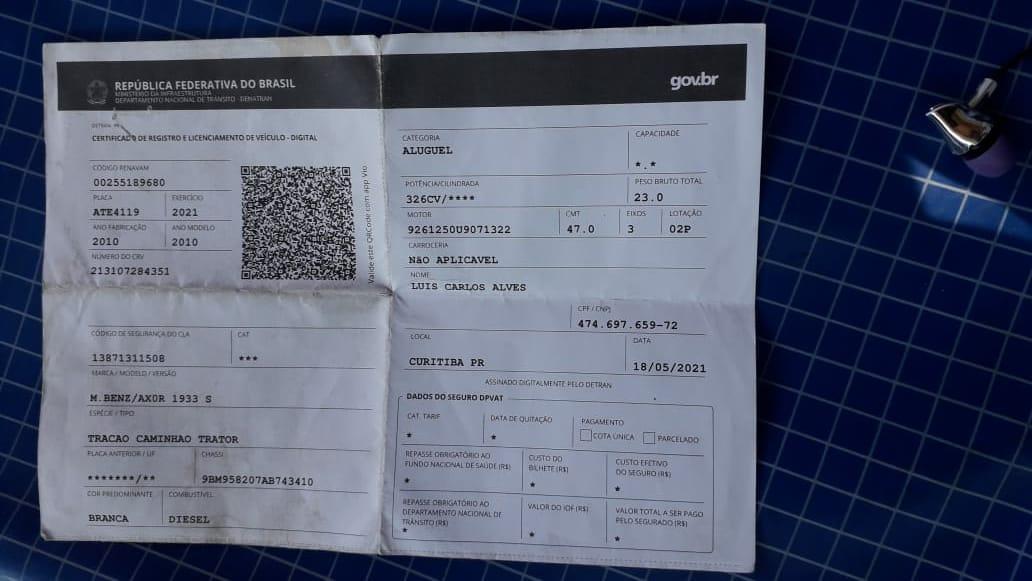 REPÚBLICA FEDERATIVA DO BRASIL
MINISTÉRIO DA INFRAESTRUTURA
DEPARTAMENTO NACIONAL DE TRÂNSITO - DENATRAN
DETRAN- PR
CERTIFICADO DE REGISTRO E LICENCIAMENTO DE VEÍCULO - DIGITAL
CÓDIGO RENAVAM
00255189680
PLACA EXERCÍCIO
ATE4119 2021
ANO FABRICAÇÃO ANO MODELO
2010 2010
NÚMERO DO CRV
213107284351
Valide este QRCode com app Vio
CÓDIGO DE SEGURANÇA DO CLA CAT
13871311508 ***
MARCA / MODELO / VERSÃO
M.BENZ/AXOR 1933 S
ESPÉCIE / TIPO
TRACAO CAMINHAO TRATOR
PLACA ANTERIOR / UF CHASSI
*******/** 9BM958207AB743410
COR PREDOMINANTE COMBUSTÍVEL
BRANCA DIESEL
gov.br
CATEGORIA CAPACIDADE
ALUGUEL *.*
POTÊNCIA/CILINDRADA PESO BRUTO TOTAL
326CV/**** 23.0
MOTOR CMT EIXOS LOTAÇÃO
9261250U9071322 47.0 3 02P
CARROCERIA
Não APLICAVEL
NOME
LUIS CARLOS ALVES
CPF / CNPJ
474.697.659-72
LOCAL DATA
CURITIBA PR 18/05/2021
ASSINADO DIGITALMENTE PELO DETRAN
DADOS DO SEGURO DPVAT
CAT. TARIF DATA DE QUITAÇÃO PAGAMENTO
* * COTA ÚNICA PARCELADO
REPASSE OBRIGATÓRIO AO CUSTO DO CUSTO EFETIVO
FUNDO NACIONAL DE SAÚDE (R$) BILHETE (R$) DO SEGURO (R$)
* * *
REPASSE OBRIGATÓRIO AO VALOR DO IOF (R$) VALOR TOTAL A SER PAGO
DEPARTAMENTO NACIONAL DE PELO SEGURADO (R$)
TRÂNSITO (R$)
* * *